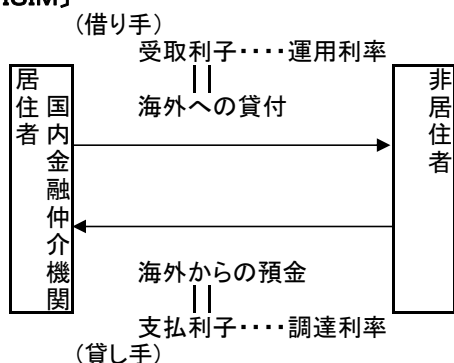 ISIM〕
(借り手)
受取利子････運用利率
海外への貸付
居住者
国内金融仲介機関
非居住者
海外からの預金
支払利子････調達利率
(貸し手)